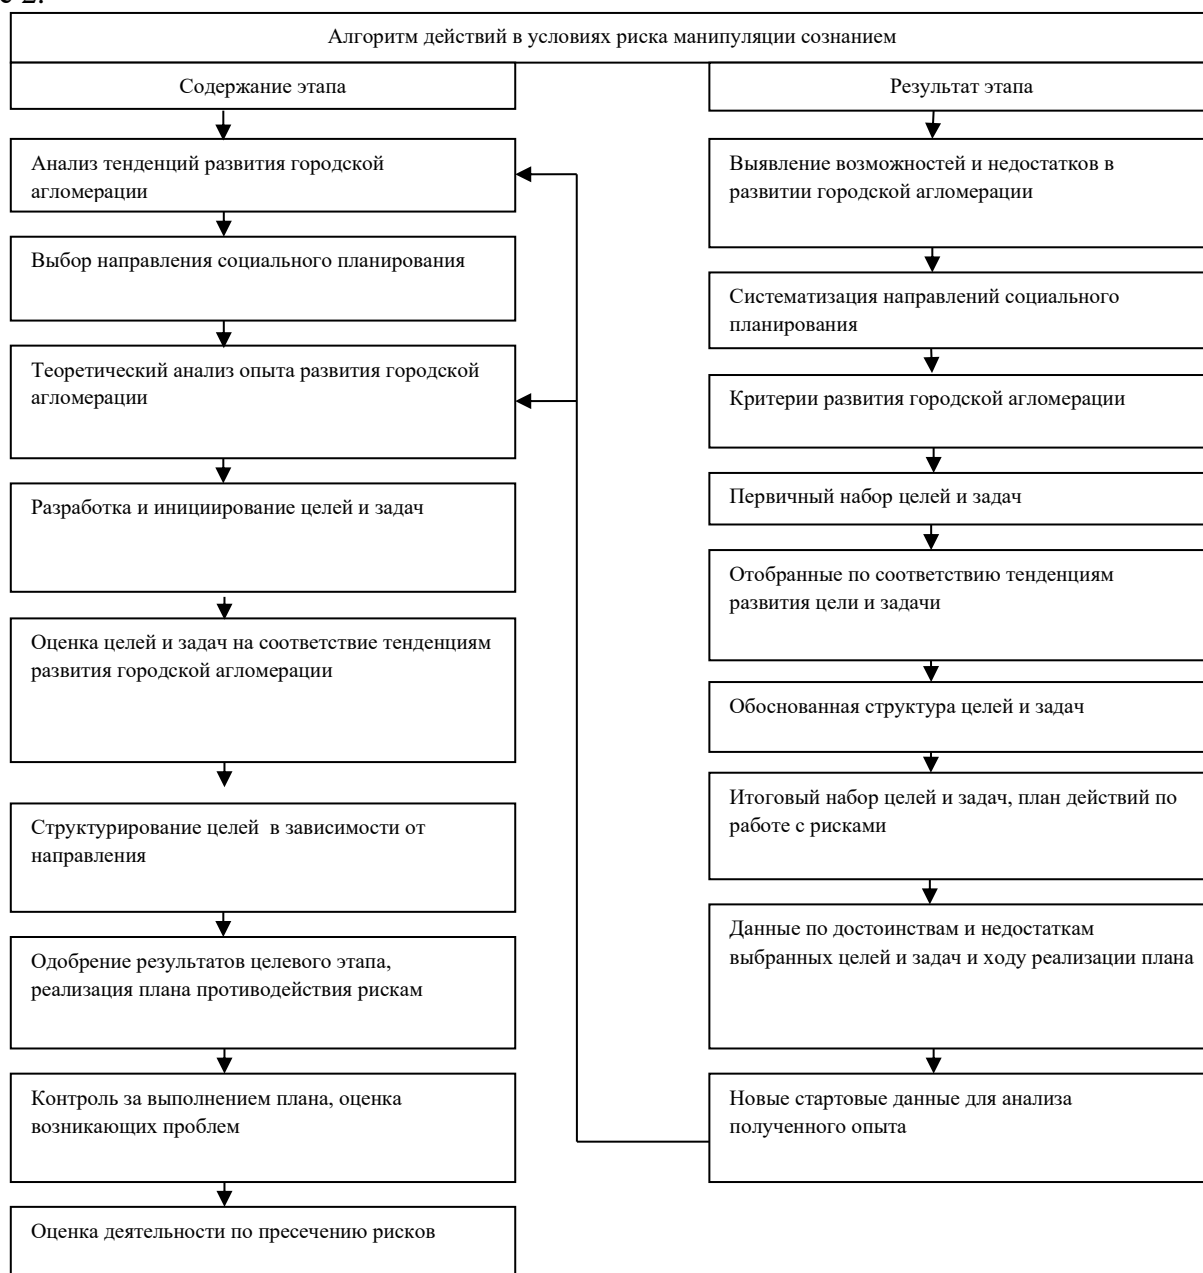 с 2.
Алгоритм действий в условиях риска манипуляции сознанием
Содержание этапа
Анализ тенденций развития городской
агломерации
Выбор направления социального планирования
Теоретический анализ опыта развития городской
агломерации
Разработка и инициирование целей и задач
Оценка целей и задач на соответствие тенденциям
развития городской агломерации
Структурирование целей в зависимости от
направления
Одобрение результатов целевого этапа,
реализация плана противодействия рискам
Контроль за выполнением плана, оценка
возникающих проблем
Оценка деятельности по пресечению рисков
Результат этапа
Выявление возможностей и недостатков в
развитии городской агломерации
Систематизация направлений социального
планирования
Критерии развития городской агломерации
Первичный набор целей и задач
Отобранные по соответствию тенденциям
развития цели и задачи
Обоснованная структура целей и задач
Итоговый набор целей и задач, план действий по
работе с рисками
Данные по достоинствам и недостаткам
выбранных целей и задач и ходу реализации плана
Новые стартовые данные для анализа
полученного опыта